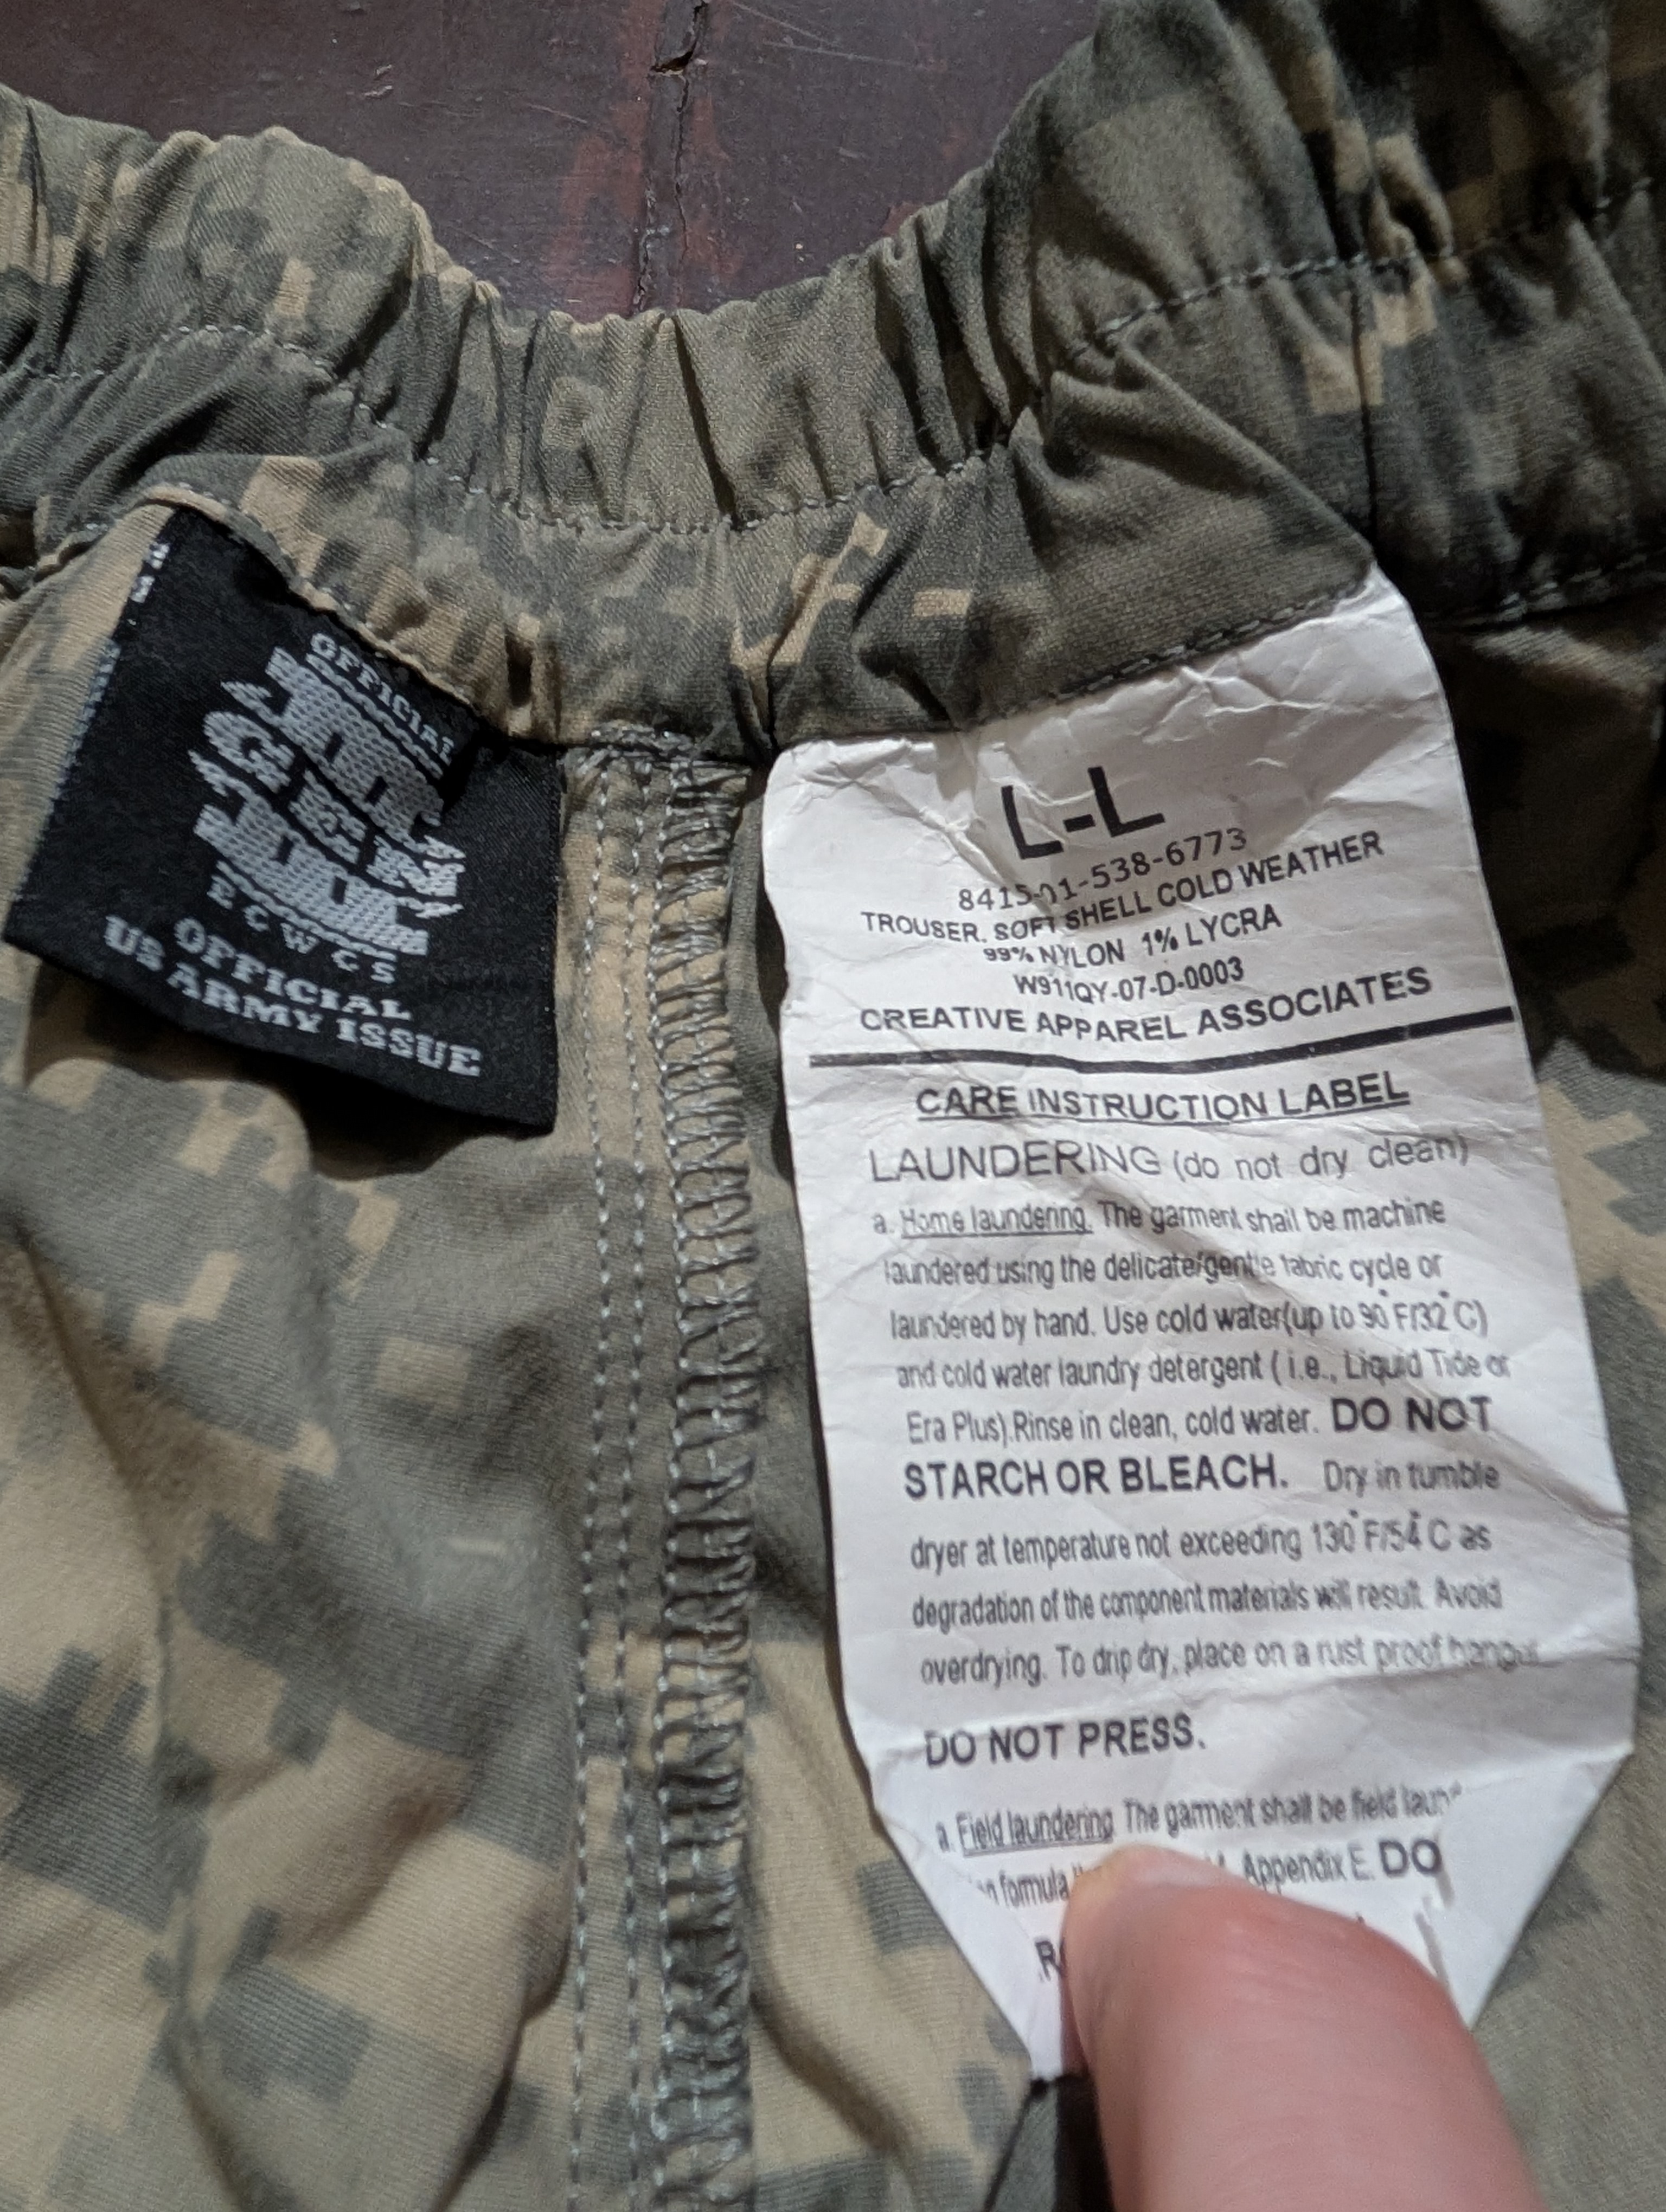 OFFICIAL
GEN
III
ECWCS
OFFICIAL
US ARMY ISSUE
L-L
8415-01-538-6773
TROUSER, SOFT SHELL COLD WEATHER
99% NYLON 1% LYCRA
W911QY-07-D-0003
CREATIVE APPAREL ASSOCIATES
CARE INSTRUCTION LABEL
LAUNDERING (do not dry clean)
a. Home laundering. The garment shall be machine
laundered using the delicate/gentle fabric cycle or
laundered by hand. Use cold water(up to 90°F/32°C)
and cold water laundry detergent ( i.e., Liquid Tide or
Era Plus).Rinse in clean, cold water. DO NOT
STARCH OR BLEACH. Dry in tumble
dryer at temperature not exceeding 130°F/54°C as
degradation of the component materials will result. Avoid
overdrying. To drip dry, place on a rust proof hanger
DO NOT PRESS.
a. Field laundering The garment shall be field
formula Appendix E. DO